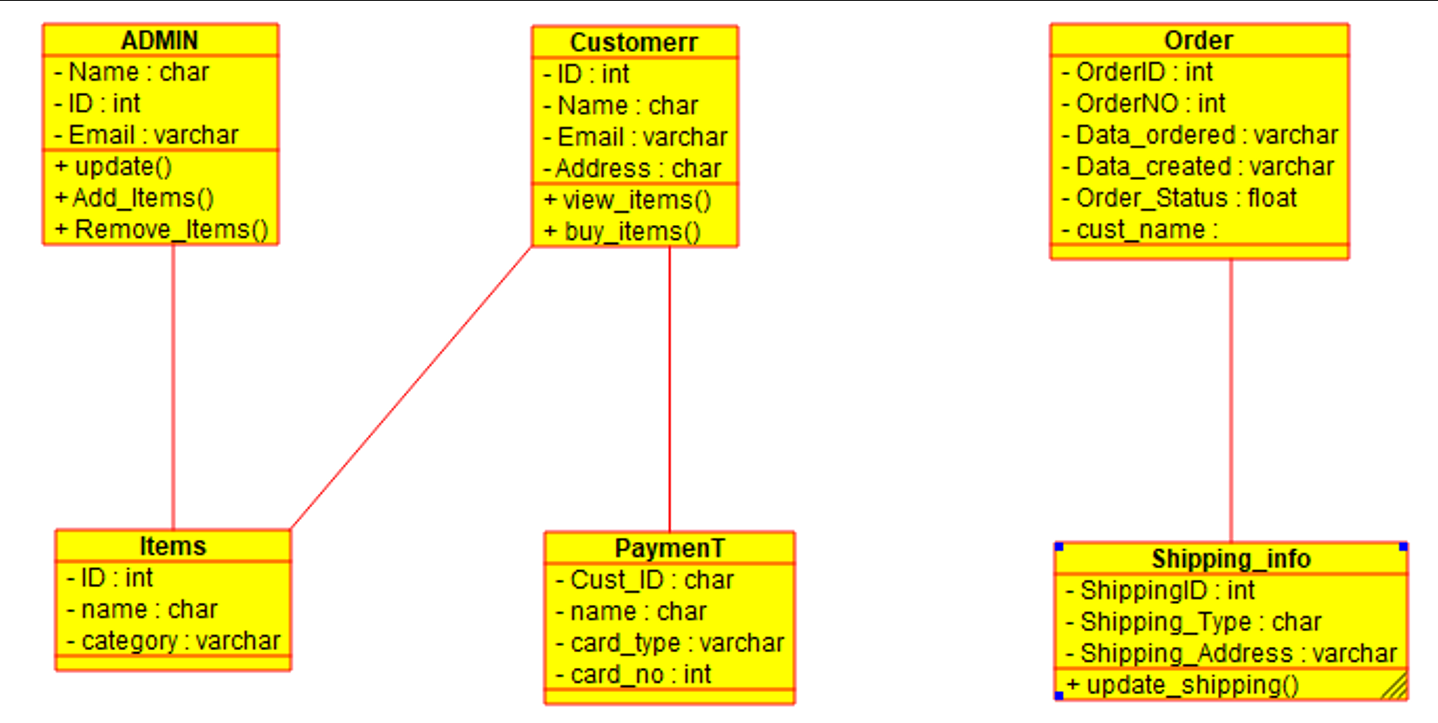 ADMIN
- Name : char
- ID : int
- Email : varchar
+ update()
+ Add_Items()
+ Remove_Items()
Customerr
- ID : int
- Name : char
- Email : varchar
- Address : char
+ view_items()
+ buy_items()
Order
- OrderID : int
- OrderNO : int
- Data_ordered : varchar
- Data_created : varchar
- Order_Status : float
- cust_name :
Items
- ID : int
- name : char
- category : varchar
PaymenT
- Cust_ID : char
- name : char
- card_type : varchar
- card_no : int
Shipping_info
- ShippingID : int
- Shipping_Type : char
- Shipping_Address : varchar
+ update_shipping()